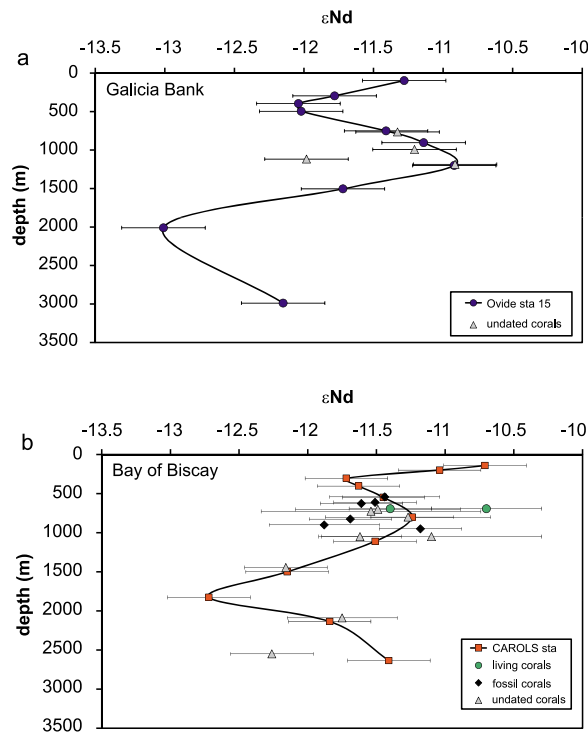 εNd
-13.5 -13 -12.5 -12 -11.5 -11 -10.5 -10
a
0
500
1000
1500
2000
2500
3000
3500
depth (m)
Galicia Bank
Ovide sta 15
undated corals
εNd
-13.5 -13 -12.5 -12 -11.5 -11 -10.5 -10
b
0
500
1000
1500
2000
2500
3000
3500
depth (m)
Bay of Biscay
CAROLS sta
living corals
fossil corals
undated corals